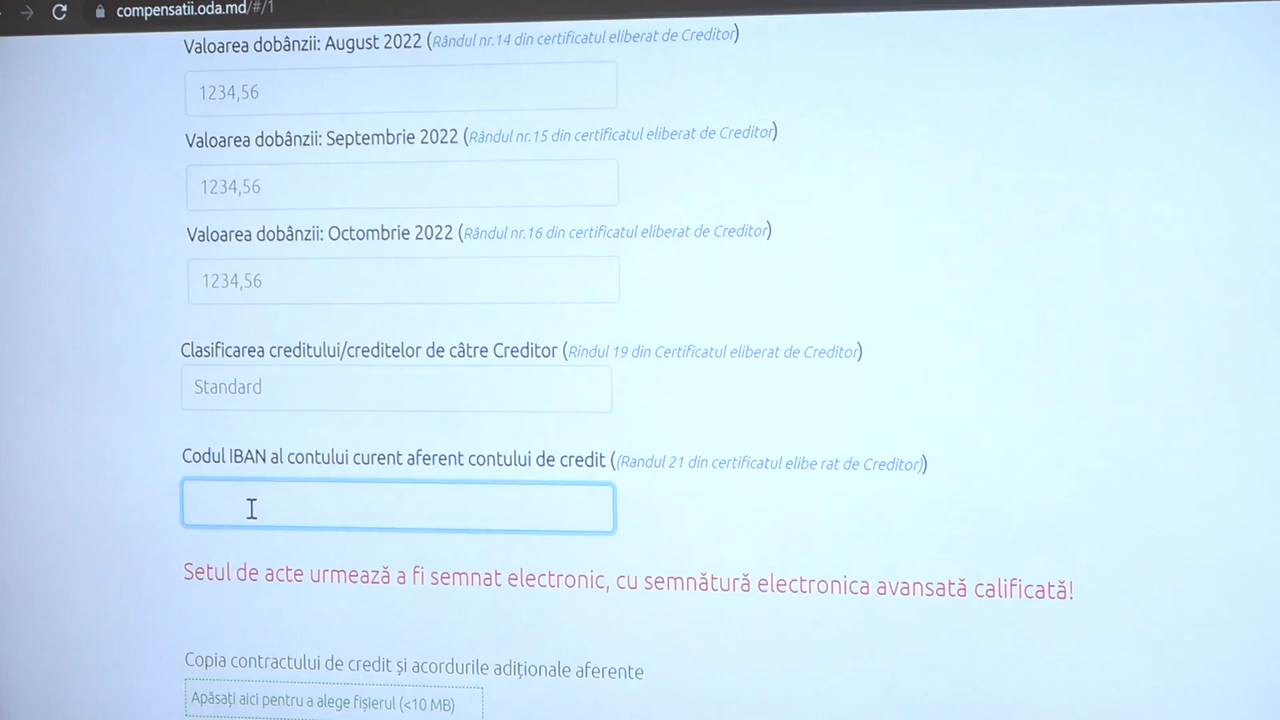 compensatii.oda.md/#/1
Valoarea dobânzii: August 2022 (Rândul nr.14 din certificatul eliberat de Creditor)
1234,56
Valoarea dobânzii: Septembrie 2022 (Rândul nr.15 din certificatul eliberat de Creditor)
1234,56
Valoarea dobânzii: Octombrie 2022 (Rândul nr.16 din certificatul eliberat de Creditor)
1234,56
Clasificarea creditului/creditelor de câtre Creditor (Rindul 19 din Certificatul eliberat de Creditor)
Standard
Codul IBAN al contului curent aferent contului de credit ((Randul 21 din certificatul elibe rat de Creditor))
Setul de acte urmează a fi semnat electronic, cu semnătură electronica avansată calificată!
Copia contractului de credit și acordurile adiționale aferente
Apăsați aici pentru a alege fișierul (<10 MB)